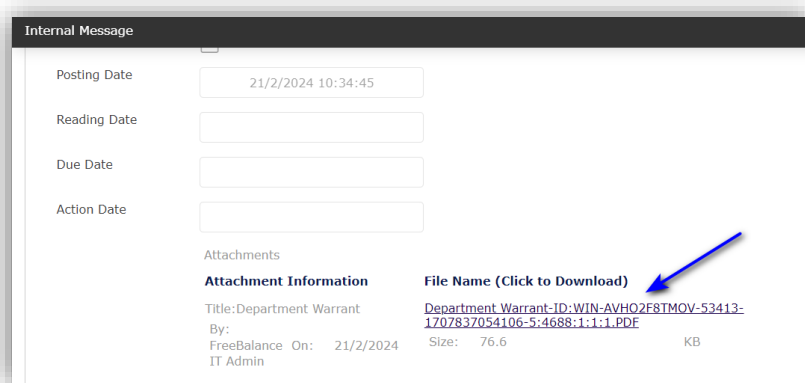 Internal Message
Posting Date
21/2/2024 10:34:45
Reading Date
Due Date
Action Date
Attachments
Attachment Information File Name (Click to Download)
Title:Department Warrant Department Warrant-ID:WIN-AVHO2F8TMOV-53413-
1707837054106-5:4688:1:1:1.PDF
By:
FreeBalance On: 21/2/2024
IT Admin
Size: 76.6 KB